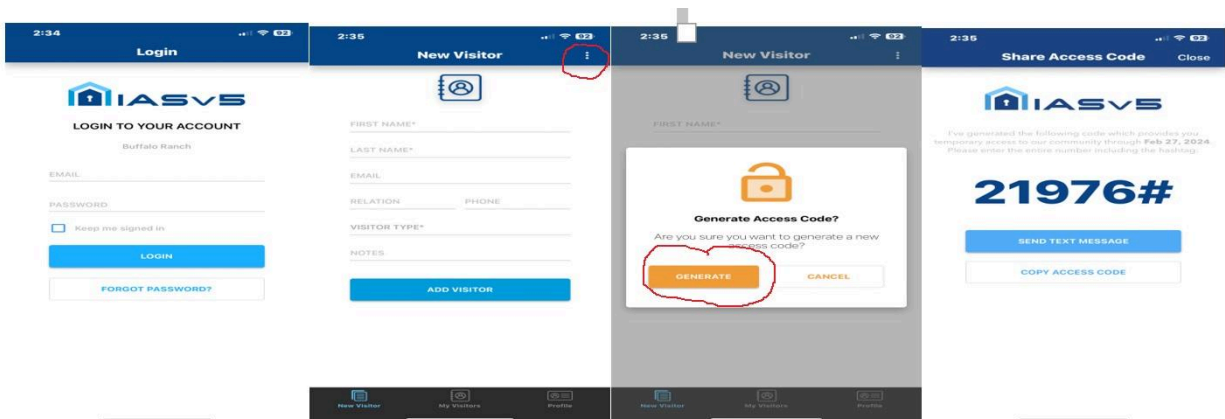 2:34
92
Login
IASv5
LOGIN TO YOUR ACCOUNT
Buffalo Ranch
EMAIL
PASSWORD
Keep me signed in
LOGIN
FORGOT PASSWORD?
2:35
92
New Visitor
FIRST NAME*
LAST NAME*
EMAIL
RELATION PHONE
VISITOR TYPE*
NOTES
ADD VISITOR
New Visitor My Visitors Profile
2:35
92
New Visitor
FIRST NAME*
Generate Access Code?
Are you sure you want to generate a new
access code?
GENERATE CANCEL
New Visitor My Visitors Profile
2:35
92
Share Access Code Close
IASv5
I've generated the following code which provides you
temporary access to our community through Feb 27, 2024.
Please enter the entire number including the hashtag.
21976#
SEND TEXT MESSAGE
COPY ACCESS CODE